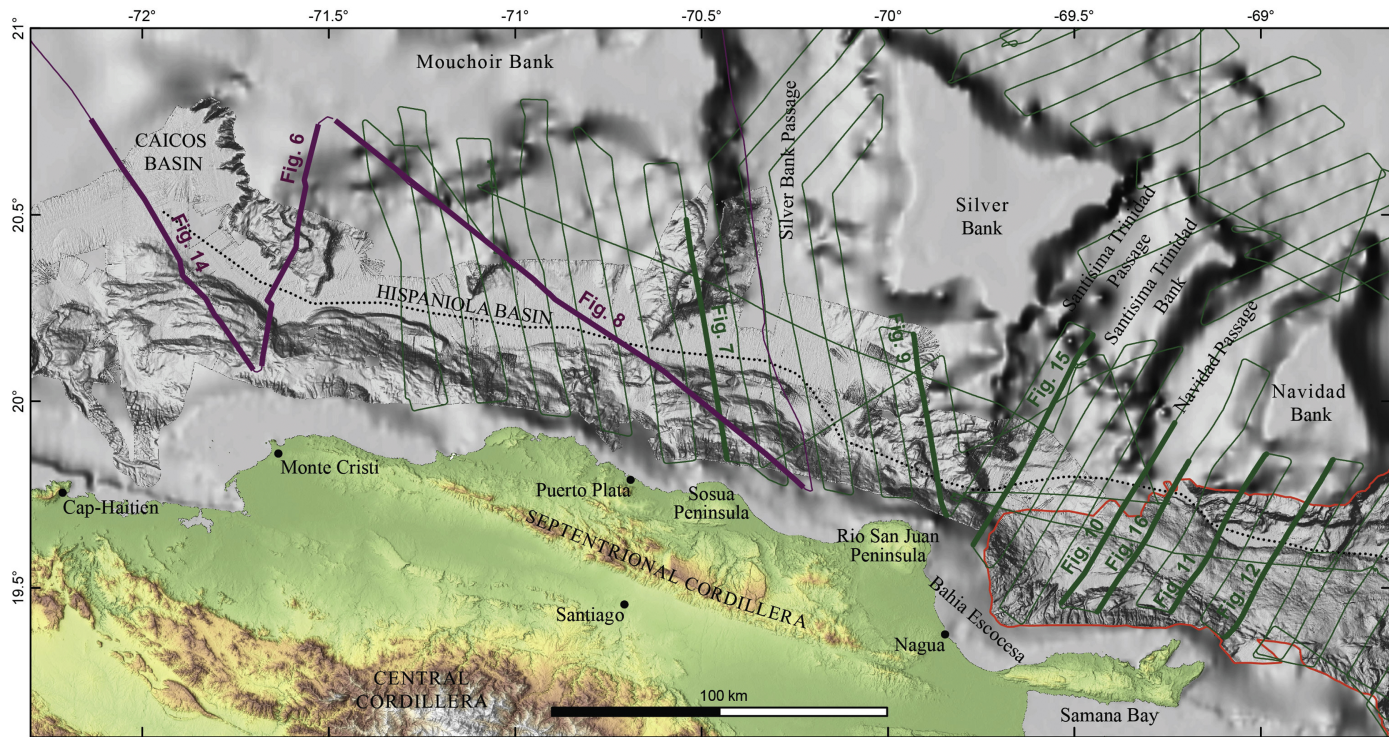 -72
-71.5
-71
-70.5
-70
-69.5
-69
21°
20.5°
20°
19.5°
Mouchoir Bank
CAICOS
BASIN
Fig. 6
Fig. 14
HISPANIOLA BASIN
Fig. 8
Fig. 7
Silver Bank Passage
Silver
Bank
Santisima Trinidad
Passage
Santisima Trinidad
Bank
Navidad Passage
Navidad
Bank
Fig. 9
Fig. 15
Fig. 10
Fig. 16
Fig. 11
Fig. 12
Monte Cristi
Cap-Haitien
Puerto Plata
Sosua
Peninsula
Rio San Juan
Peninsula
SEPTENTRIONAL CORDILLERA
Santiago
Nagua
Bahia Escocesa
CENTRAL
CORDILLERA
100 km
Samana Bay